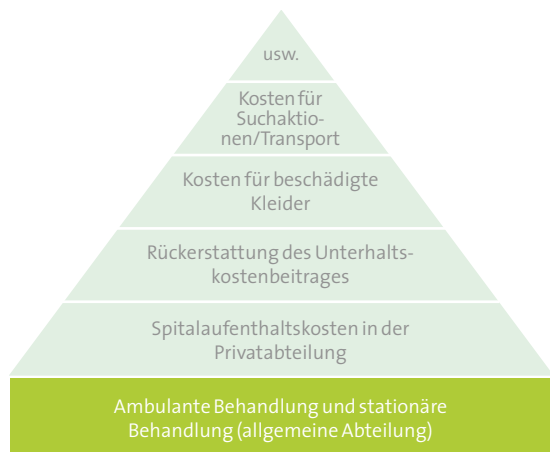 usw.
Kosten für
Suchaktio-
nen/Transport
Kosten für beschädigte
Kleider
Rückerstattung des Unterhalts-
kostenbeitrages
Spitalaufenthaltskosten in der
Privatabteilung
Ambulante Behandlung und stationäre
Behandlung (allgemeine Abteilung)